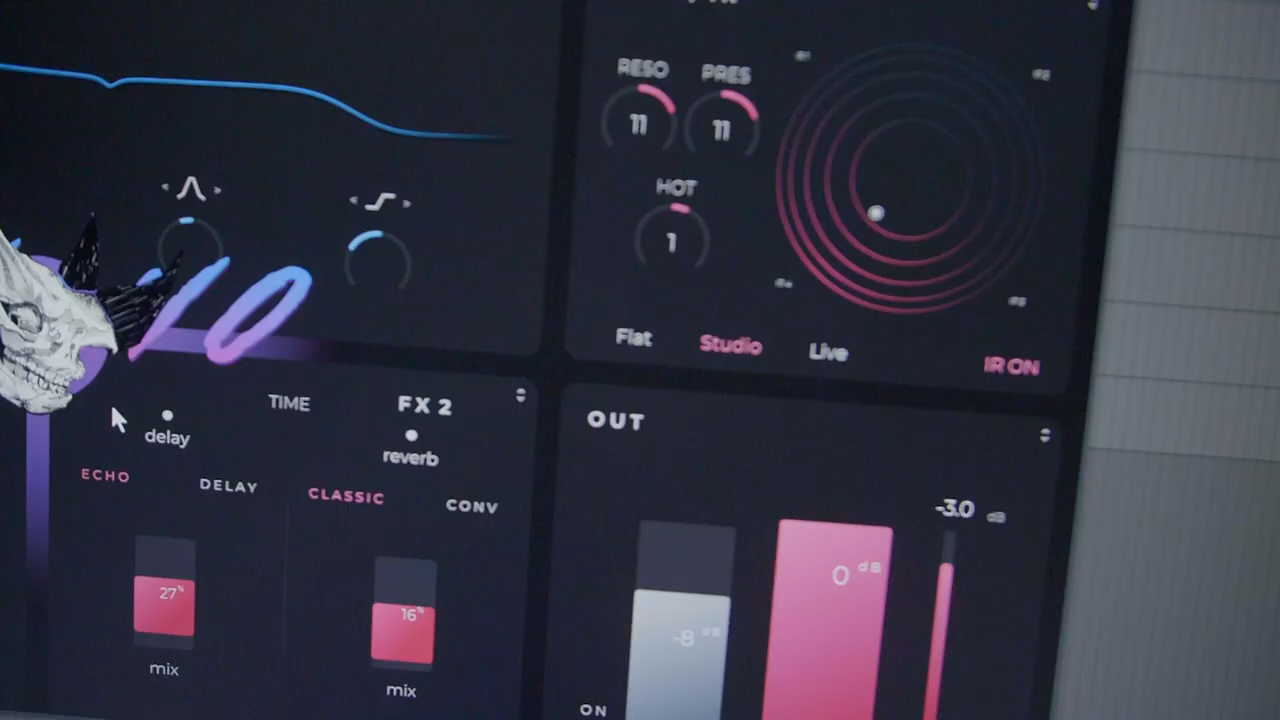 RESO PRES
11 11
HOT
1
Flat Studio Live IR ON
10
TIME FX 2
delay reverb
ECHO DELAY CLASSIC CONV
27%
16%
mix
mix
OUT
-3.0 dB
0 dB
-8 dB
ON